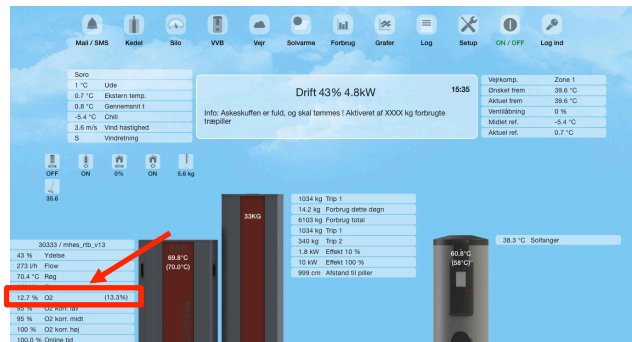 Mail / SMS Kedel Silo VVB Vejr Solvarme Forbrug Grafer Log Setup ON / OFF Log ind
Soro
1 °C Ude
0.7 °C Ekstern temp.
0.8 °C Gennemsnit t
-5.4 °C Chill
3.6 m/s Vind hastighed
S Vindretning
Drift 43% 4.8kW
15:35
Info: Askeskuffen er fuld, og skal tømmes ! Aktiveret af XXXX kg forbrugte
træpiller
Vejrkomp. Zone 1
Ønsket frem 39.6 °C
Aktuel frem 39.6 °C
Ventilåbning 0 %
Midlet ref. -5.4 °C
Aktuel ref. 0.7 °C
OFF ON 0% ON 5.6 kg
35.6
30333 / mhes_rtb_v13
43 % Ydelse
273 l/h Flow
70.4 °C Røg
12.7 % O2 (13.3%)
95 % O2 korr. lav
95 % O2 korr. midt
100 % O2 korr. høj
100.0 % Online tid
69.8°C
(70.0°C)
33KG
1034 kg Trip 1
14.2 kg Forbrug dette døgn
6103 kg Forbrug total
1034 kg Trip 1
340 kg Trip 2
1.8 kW Effekt 10 %
10 kW Effekt 100 %
999 cm Afstand til piller
60.8°C
(58°C)
38.3 °C Solfanger